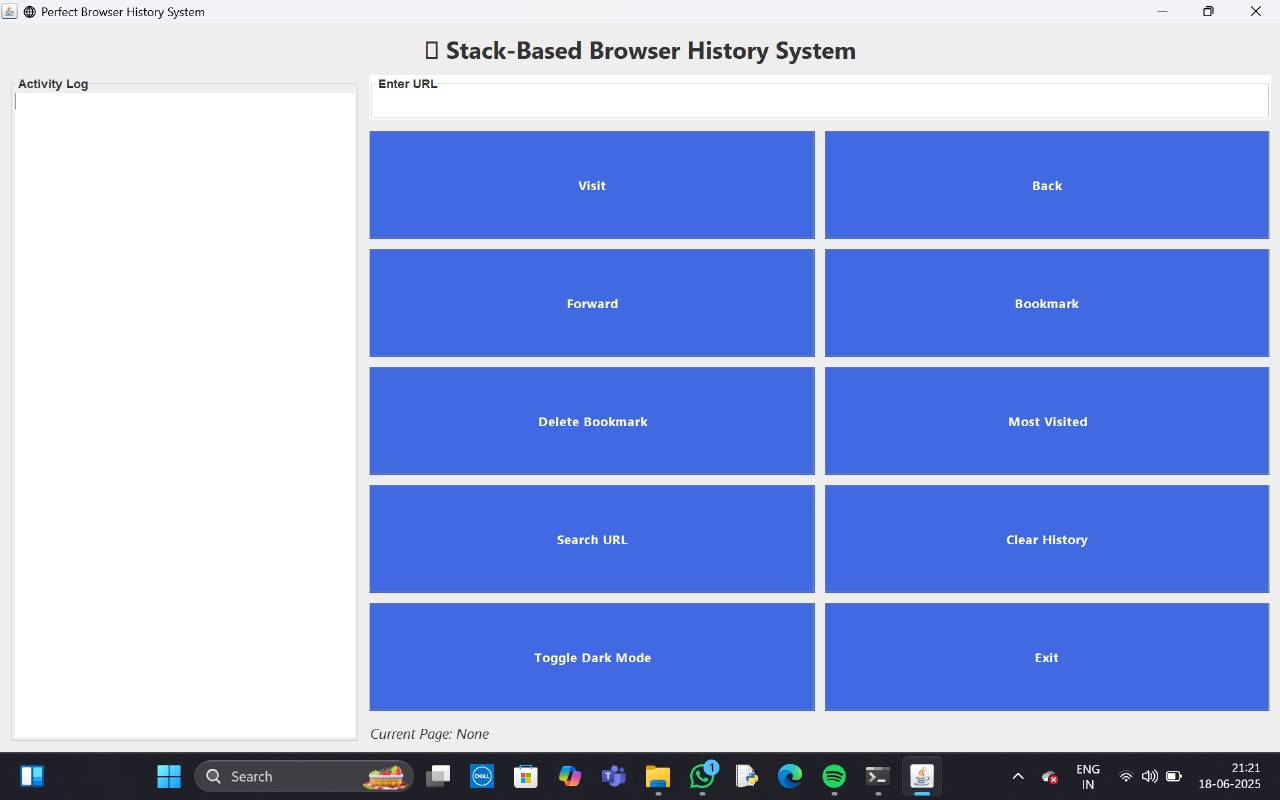 Perfect Browser History System
Stack-Based Browser History System
Activity Log
Enter URL
Visit
Back
Forward
Bookmark
Delete Bookmark
Most Visited
Search URL
Clear History
Toggle Dark Mode
Exit
Current Page: None
Search
DELL
1
ENG
IN
21:21
18-06-2025